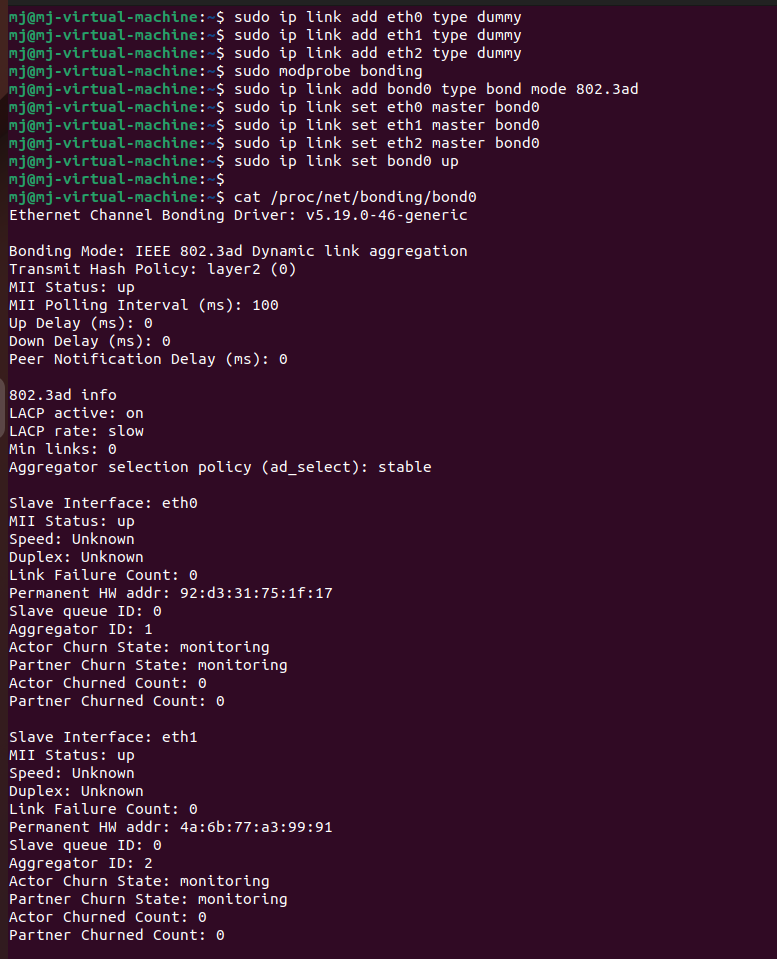 mj@mj-virtual-machine:~$ sudo ip link add eth0 type dummy
mj@mj-virtual-machine:~$ sudo ip link add eth1 type dummy
mj@mj-virtual-machine:~$ sudo ip link add eth2 type dummy
mj@mj-virtual-machine:~$ sudo modprobe bonding
mj@mj-virtual-machine:~$ sudo ip link add bond0 type bond mode 802.3ad
mj@mj-virtual-machine:~$ sudo ip link set eth0 master bond0
mj@mj-virtual-machine:~$ sudo ip link set eth1 master bond0
mj@mj-virtual-machine:~$ sudo ip link set eth2 master bond0
mj@mj-virtual-machine:~$ sudo ip link set bond0 up
mj@mj-virtual-machine:~$
mj@mj-virtual-machine:~$ cat /proc/net/bonding/bond0
Ethernet Channel Bonding Driver: v5.19.0-46-generic

Bonding Mode: IEEE 802.3ad Dynamic link aggregation
Transmit Hash Policy: layer2 (0)
MII Status: up
MII Polling Interval (ms): 100
Up Delay (ms): 0
Down Delay (ms): 0
Peer Notification Delay (ms): 0

802.3ad info
LACP active: on
LACP rate: slow
Min links: 0
Aggregator selection policy (ad_select): stable

Slave Interface: eth0
MII Status: up
Speed: Unknown
Duplex: Unknown
Link Failure Count: 0
Permanent HW addr: 92:d3:31:75:1f:17
Slave queue ID: 0
Aggregator ID: 1
Actor Churn State: monitoring
Partner Churn State: monitoring
Actor Churned Count: 0
Partner Churned Count: 0

Slave Interface: eth1
MII Status: up
Speed: Unknown
Duplex: Unknown
Link Failure Count: 0
Permanent HW addr: 4a:6b:77:a3:99:91
Slave queue ID: 0
Aggregator ID: 2
Actor Churn State: monitoring
Partner Churn State: monitoring
Actor Churned Count: 0
Partner Churned Count: 0